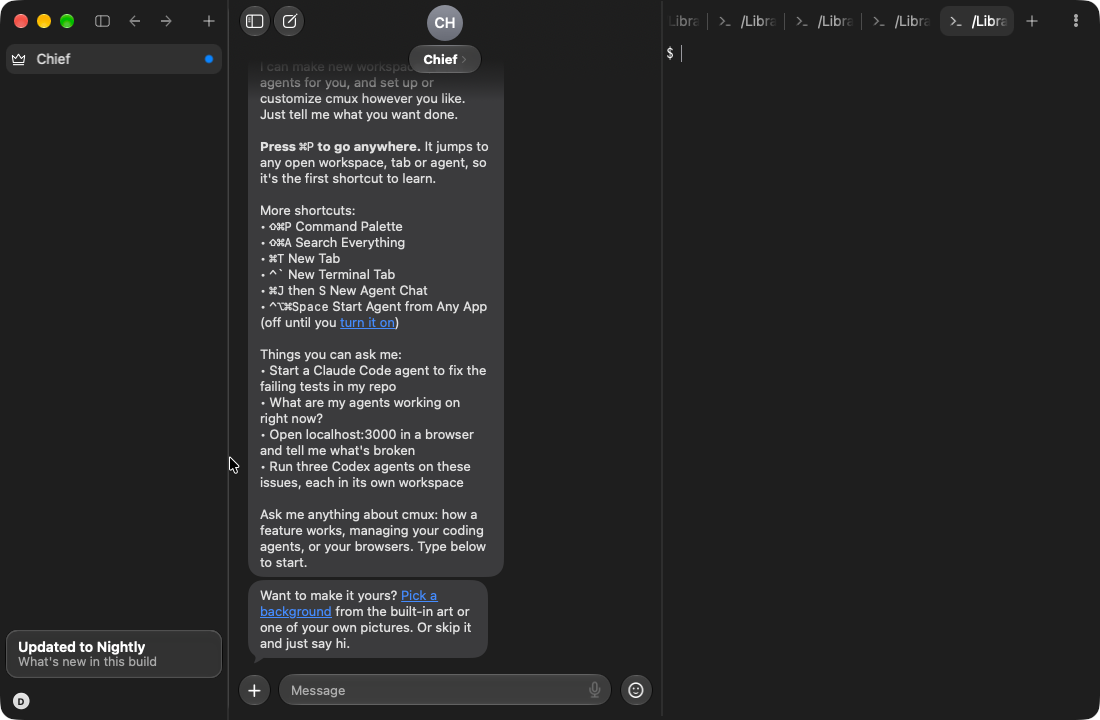 Chief
Updated to Nightly
What's new in this build
D
CH
Chief
I can make new
agents for you, and set up or
customize cmux however you like.
Just tell me what you want done.
Press ⌘P to go anywhere. It jumps to
any open workspace, tab or agent, so
it's the first shortcut to learn.
More shortcuts:
• ⇧⌘P Command Palette
• ⇧⌘A Search Everything
• ⌘T New Tab
• ^` New Terminal Tab
• ⌘J then S New Agent Chat
• ^⌥⌘Space Start Agent from Any App
(off until you turn it on)
Things you can ask me:
• Start a Claude Code agent to fix the
failing tests in my repo
• What are my agents working on
right now?
• Open localhost:3000 in a browser
and tell me what's broken
• Run three Codex agents on these
issues, each in its own workspace
Ask me anything about cmux: how a
feature works, managing your coding
agents, or your browsers. Type below
to start.
Want to make it yours? Pick a
background from the built-in art or
one of your own pictures. Or skip it
and just say hi.
Message
Libra >_ /Libra >_ /Libra >_ /Libra >_ /Libra
$